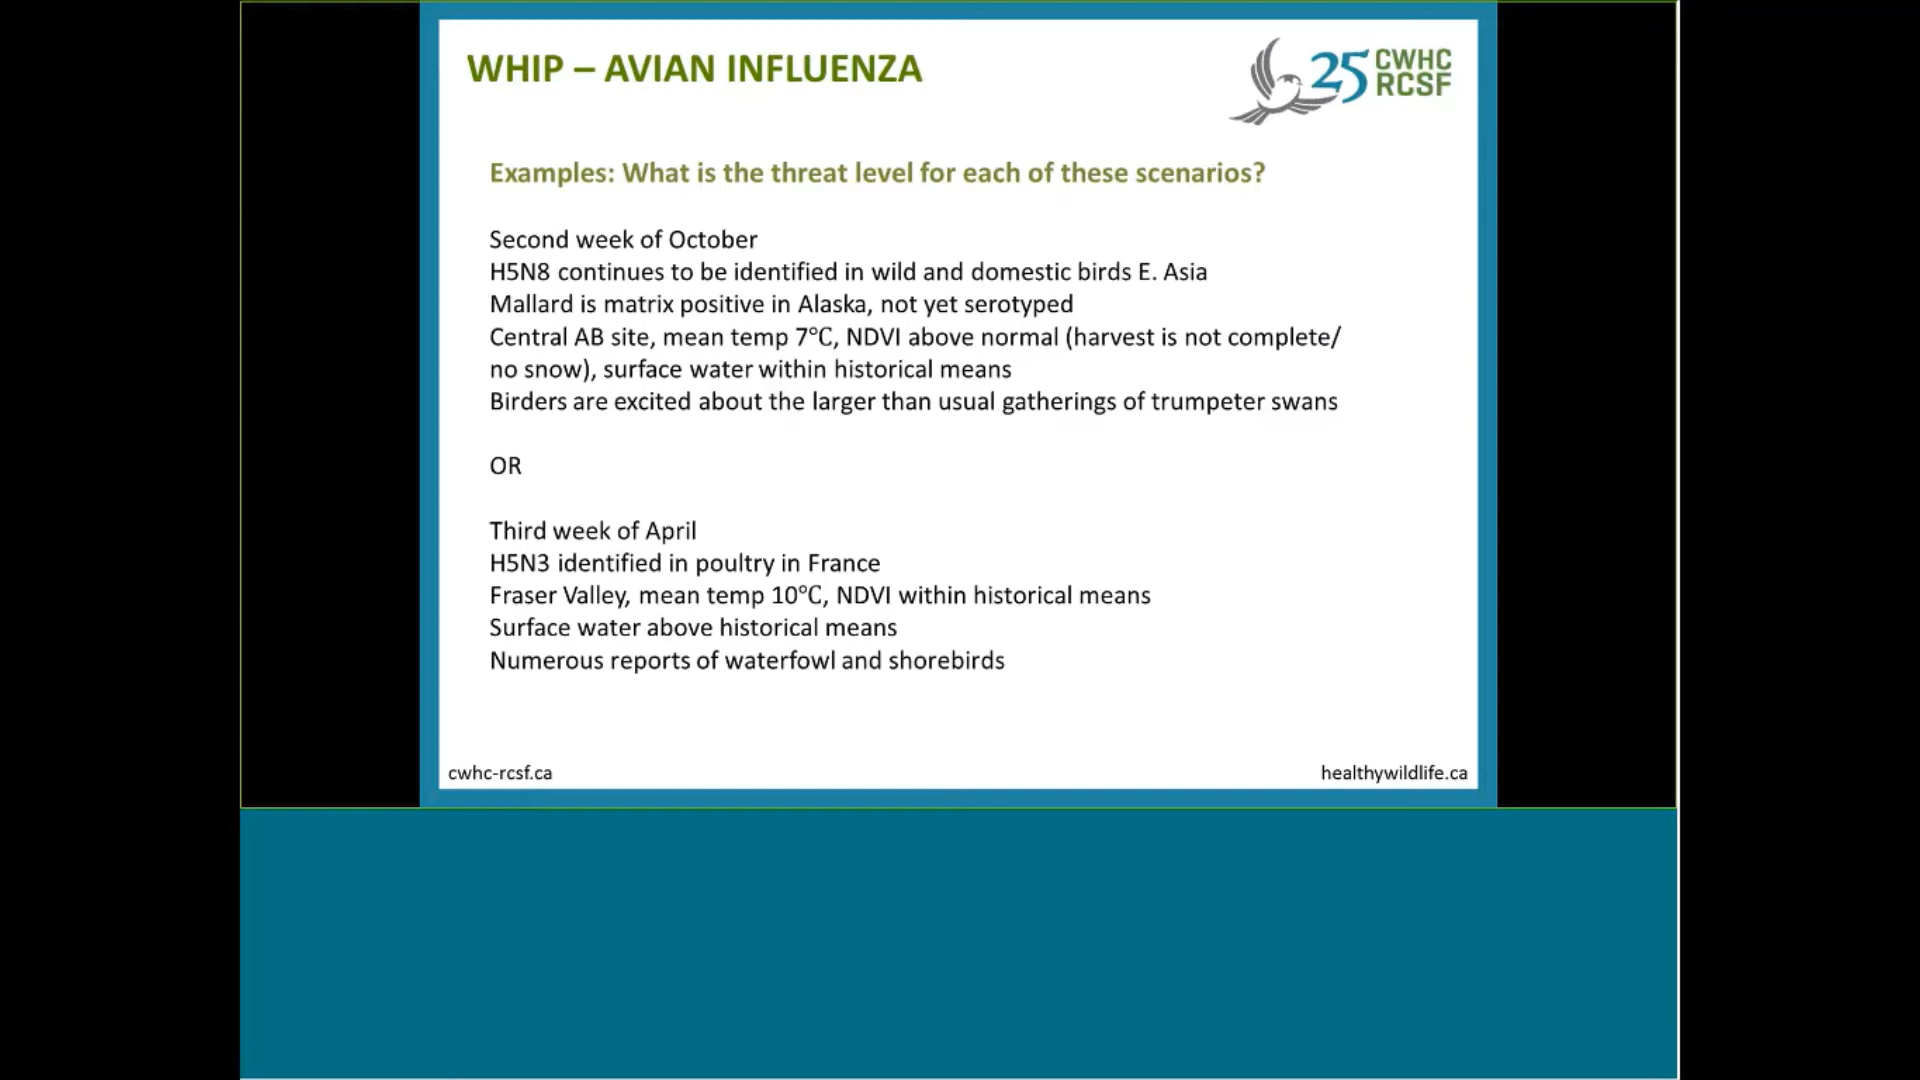 WHIP – AVIAN INFLUENZA
25 CWHC
RCSF
Examples: What is the threat level for each of these scenarios?
Second week of October
H5N8 continues to be identified in wild and domestic birds E. Asia
Mallard is matrix positive in Alaska, not yet serotyped
Central AB site, mean temp 7°C, NDVI above normal (harvest is not complete/
no snow), surface water within historical means
Birders are excited about the larger than usual gatherings of trumpeter swans
OR
Third week of April
H5N3 identified in poultry in France
Fraser Valley, mean temp 10°C, NDVI within historical means
Surface water above historical means
Numerous reports of waterfowl and shorebirds
cwhc-rcsf.ca
healthywildlife.ca